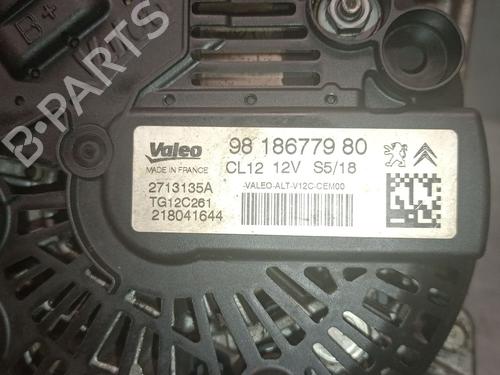 B+
B-PARTS
Valeo
MADE IN FRANCE
98 186779 80
CL12 12V S5/18
2713135A
TG12C261
218041644
-VALEO-ALT-V12C-CEM00